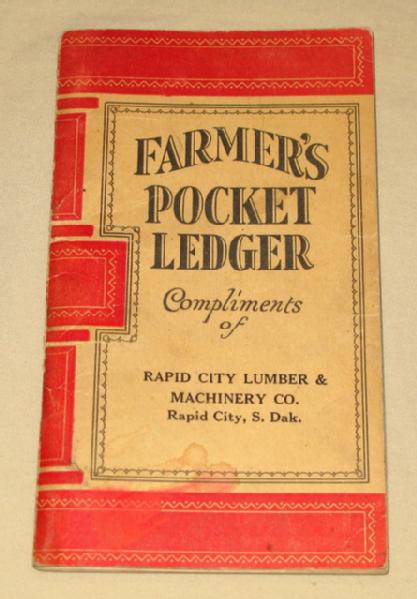 FARMER'S
POCKET
LEDGER
Compliments
of
RAPID CITY LUMBER &
MACHINERY CO.
Rapid City, S. Dak.